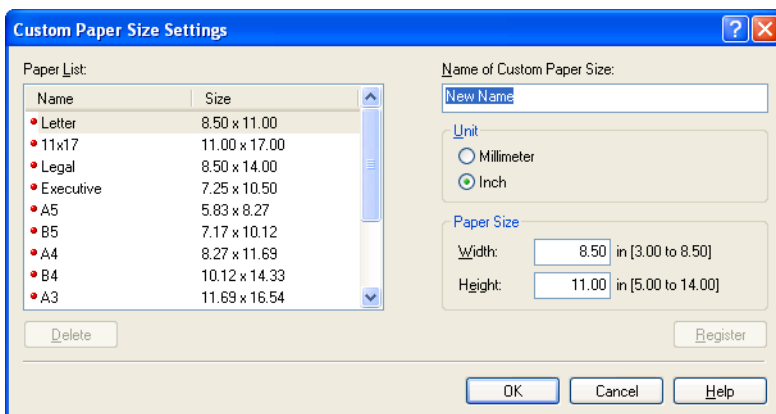 Custom Paper Size Settings
Paper List:
Name Size
Letter 8.50 x 11.00
11x17 11.00 x 17.00
Legal 8.50 x 14.00
Executive 7.25 x 10.50
A5 5.83 x 8.27
B5 7.17 x 10.12
A4 8.27 x 11.69
B4 10.12 x 14.33
A3 11.69 x 16.54
Delete
Name of Custom Paper Size:
New Name
Unit
Millimeter
Inch
Paper Size
Width: 8.50 in [3.00 to 8.50]
Height: 11.00 in [5.00 to 14.00]
Register
OK Cancel Help